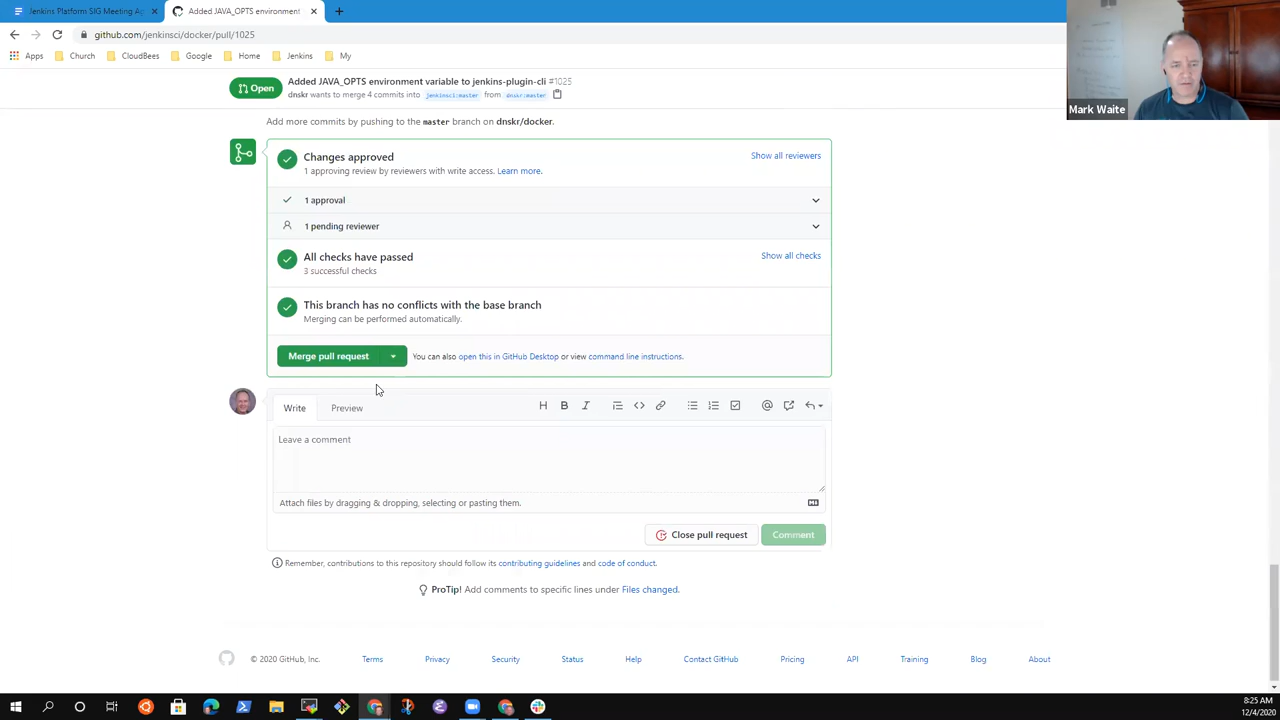 Jenkins Platform SIG Meeting Ag
Added JAVA_OPTS environment
github.com/jenkinsci/docker/pull/1025
Apps
Church
CloudBees
Google
Home
Jenkins
My
Mark Waite
Open
Added JAVA_OPTS environment variable to jenkins-plugin-cli #1025
dnskr wants to merge 4 commits into jenkinsci:master from dnskr:master
Add more commits by pushing to the master branch on dnskr/docker.
Changes approved
Show all reviewers
1 approving review by reviewers with write access. Learn more.
1 approval
1 pending reviewer
All checks have passed
Show all checks
3 successful checks
This branch has no conflicts with the base branch
Merging can be performed automatically.
Merge pull request
You can also open this in GitHub Desktop or view command line instructions.
Write
Preview
Leave a comment
Attach files by dragging & dropping, selecting or pasting them.
Close pull request
Comment
Remember, contributions to this repository should follow its contributing guidelines and code of conduct.
ProTip! Add comments to specific lines under Files changed.
© 2020 GitHub, Inc.
Terms
Privacy
Security
Status
Help
Contact GitHub
Pricing
API
Training
Blog
About
8:25 AM
12/4/2020